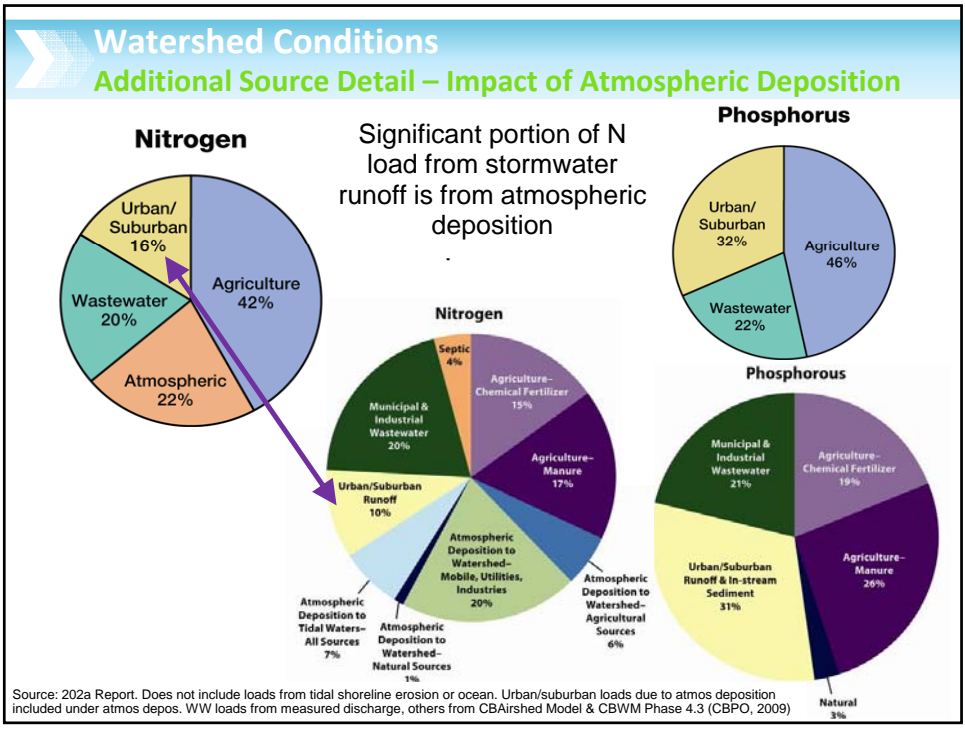 Watershed Conditions
Additional Source Detail – Impact of Atmospheric Deposition
Nitrogen
Urban/
Suburban
16%
Agriculture
42%
Wastewater
20%
Atmospheric
22%
Significant portion of N
load from stormwater
runoff is from atmospheric
deposition
.
Phosphorus
Urban/
Suburban
32%
Agriculture
46%
Wastewater
22%
Nitrogen
Septic
4%
Agriculture–
Chemical Fertilizer
15%
Municipal &
Industrial
Wastewater
20%
Agriculture–
Manure
17%
Urban/Suburban
Runoff
10%
Atmospheric
Deposition to
Watershed–
Mobile, Utilities,
Industries
20%
Atmospheric
Deposition to
Watershed–
Agricultural
Sources
6%
Atmospheric
Deposition to
Tidal Waters–
All Sources
7%
Atmospheric
Deposition to
Watershed–
Natural Sources
1%
Phosphorous
Municipal &
Industrial
Wastewater
21%
Agriculture–
Chemical Fertilizer
19%
Agriculture–
Manure
26%
Urban/Suburban
Runoff & In-stream
Sediment
31%
Natural
3%
Source: 202a Report. Does not include loads from tidal shoreline erosion or ocean. Urban/suburban loads due to atmos deposition
included under atmos depos. WW loads from measured discharge, others from CBAirshed Model & CBWM Phase 4.3 (CBPO, 2009)